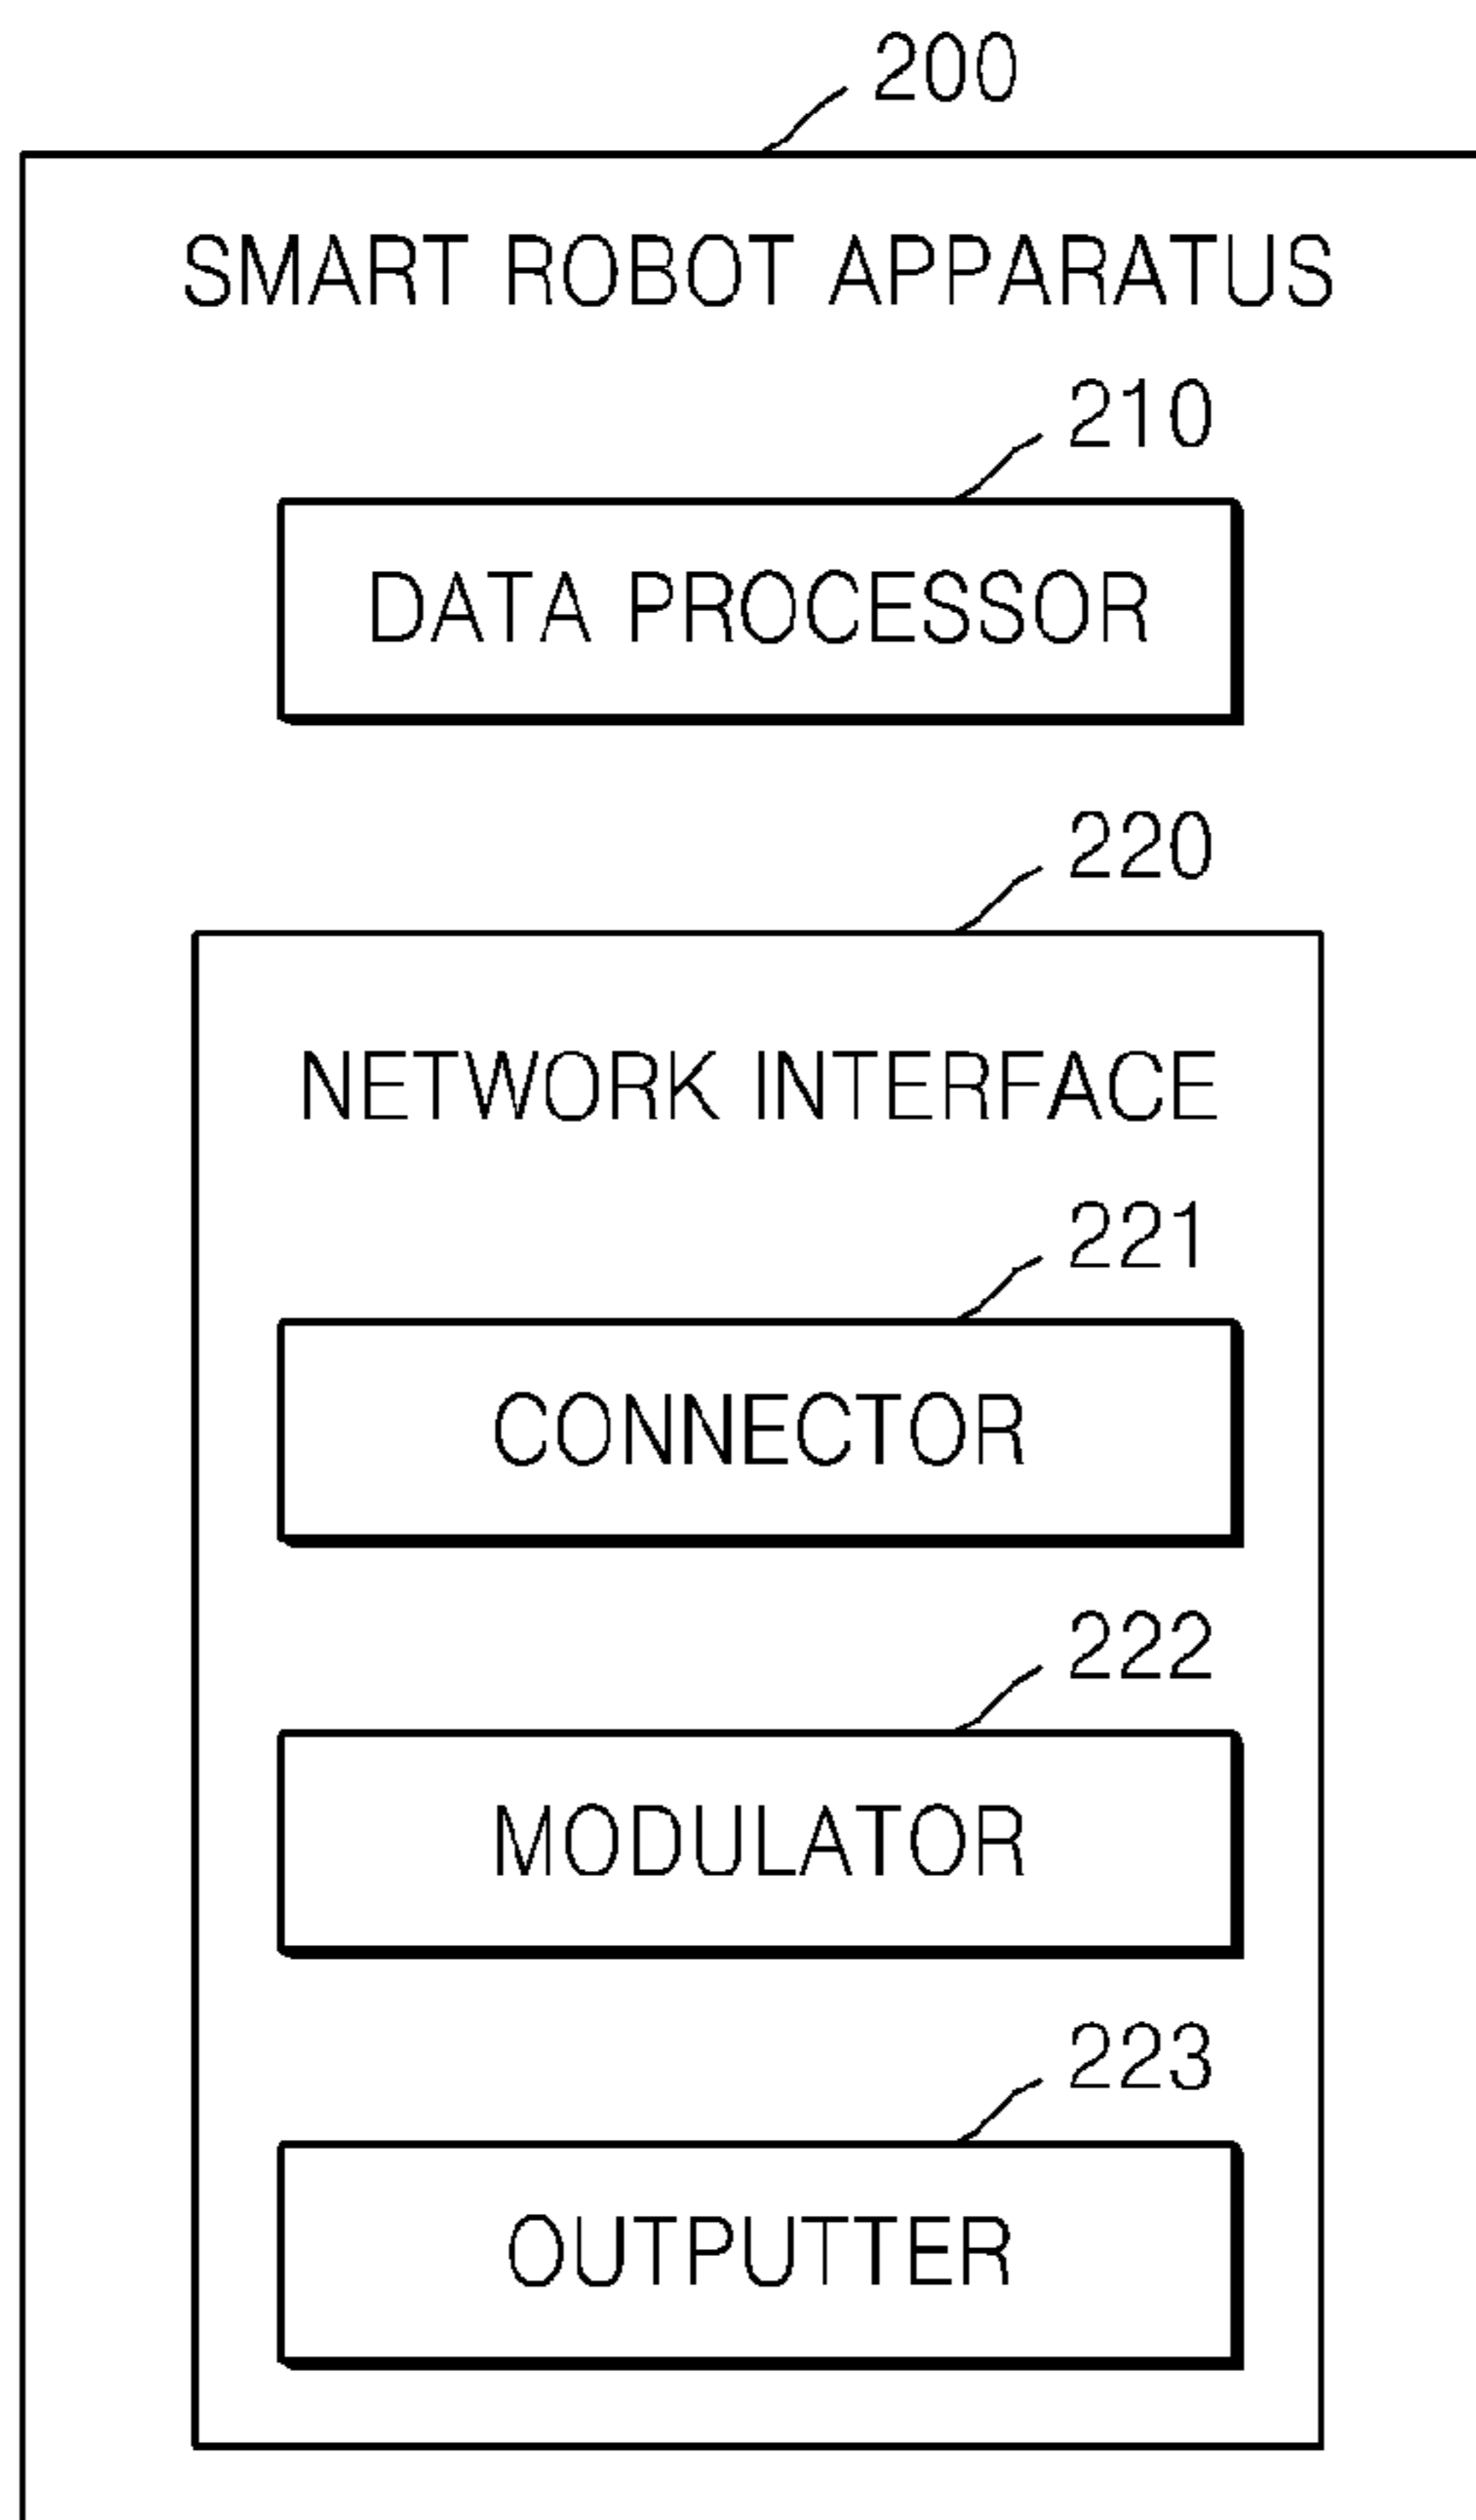 200
SMART ROBOT APPARATUS
210
DATA PROCESSOR
220
NETWORK INTERFACE
221
CONNECTOR
222
MODULATOR
223
OUTPUTTER